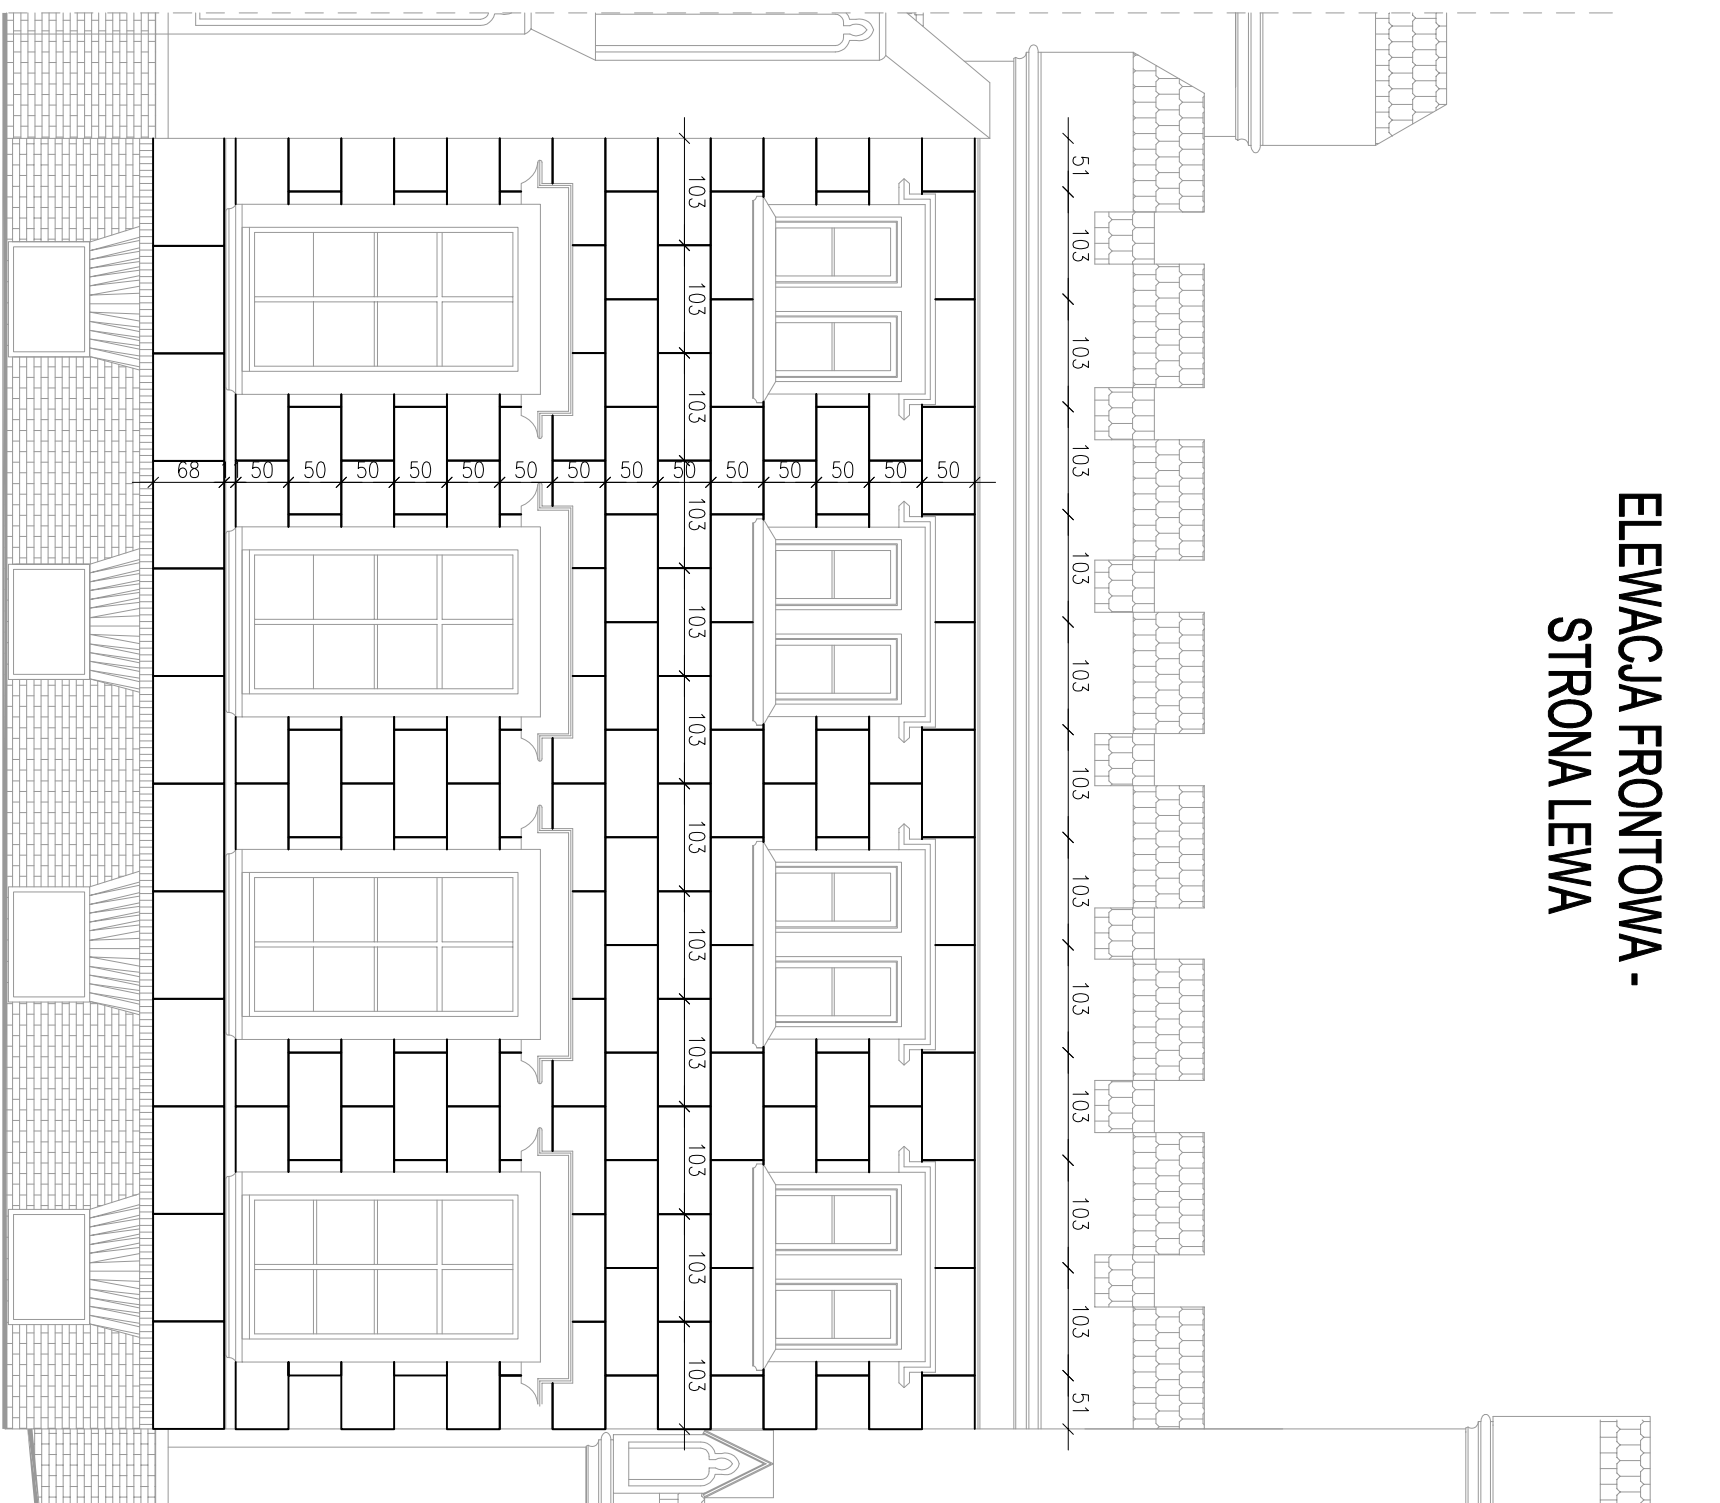 ELEWACJA FRONTOWA -
STRONA LEWA
51 103 103 103 103 103 103 103 103 103 103 103 51
103 103 103 103 103 103 103 103 103 103 103 103
68 50 50 50 50 50 50 50 50 50 50 50 50 50 50